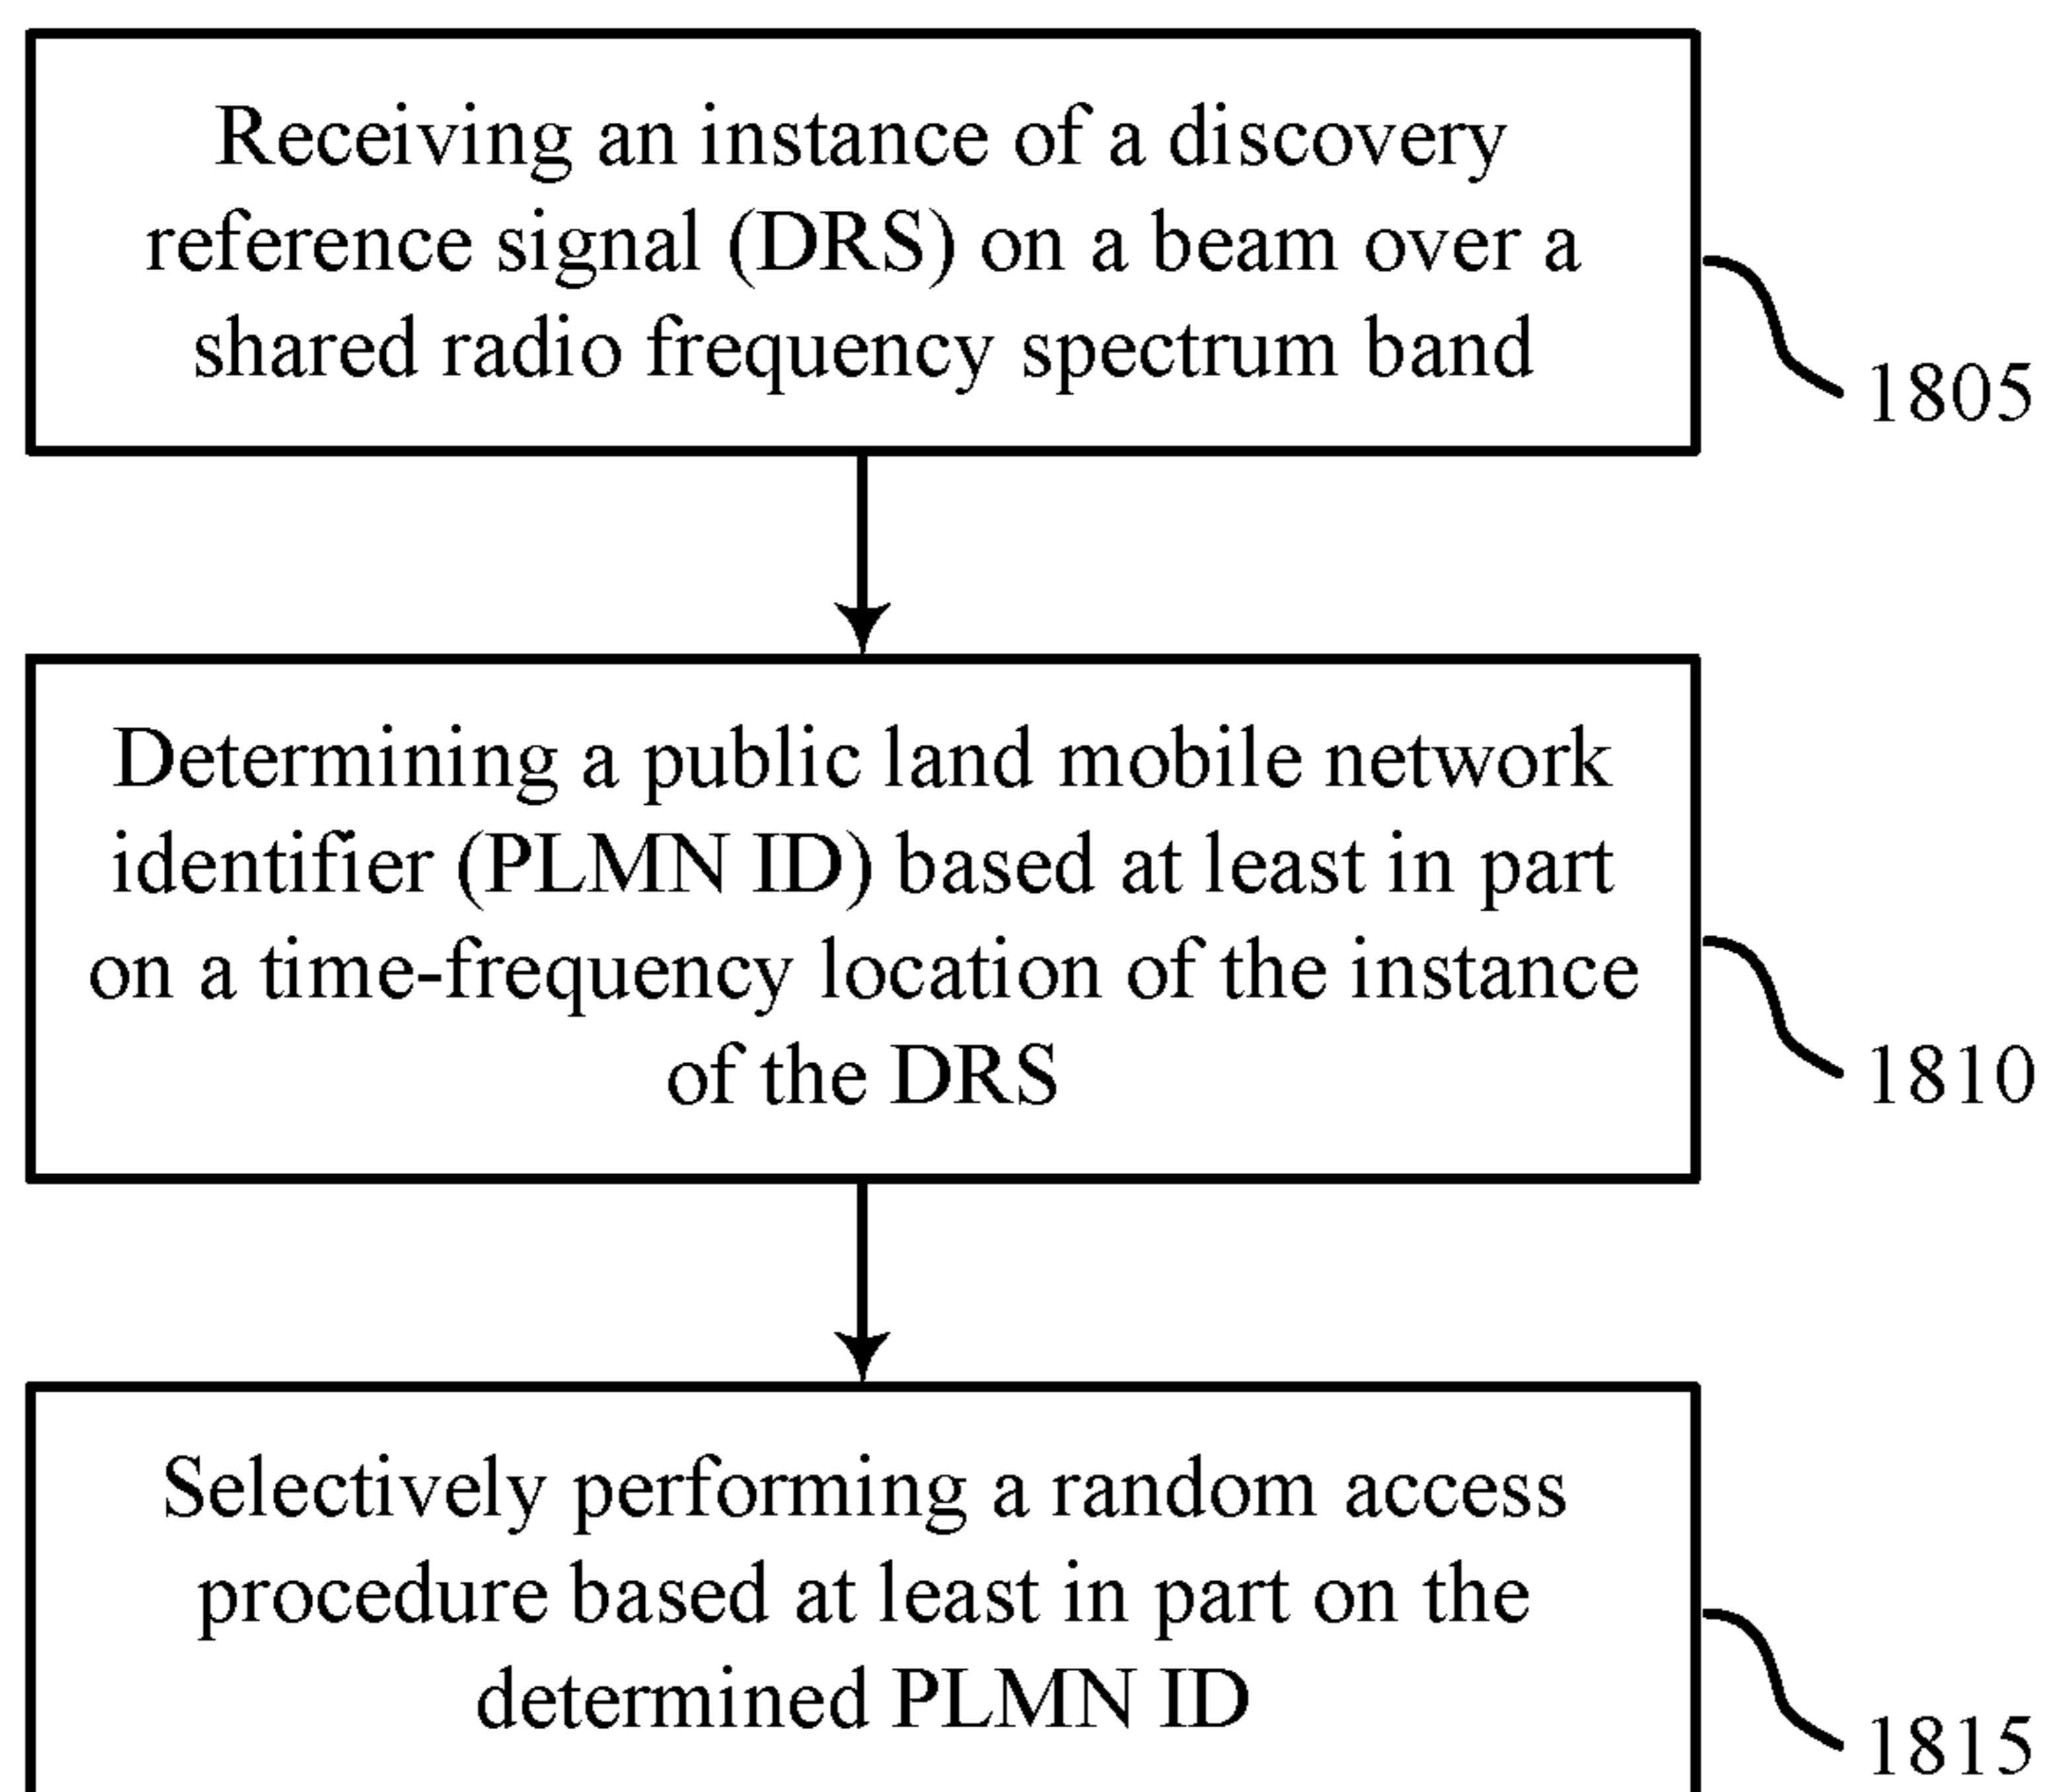 Receiving an instance of a discovery
reference signal (DRS) on a beam over a
shared radio frequency spectrum band
1805
Determining a public land mobile network
identifier (PLMN ID) based at least in part
on a time-frequency location of the instance
of the DRS
1810
Selectively performing a random access
procedure based at least in part on the
determined PLMN ID
1815